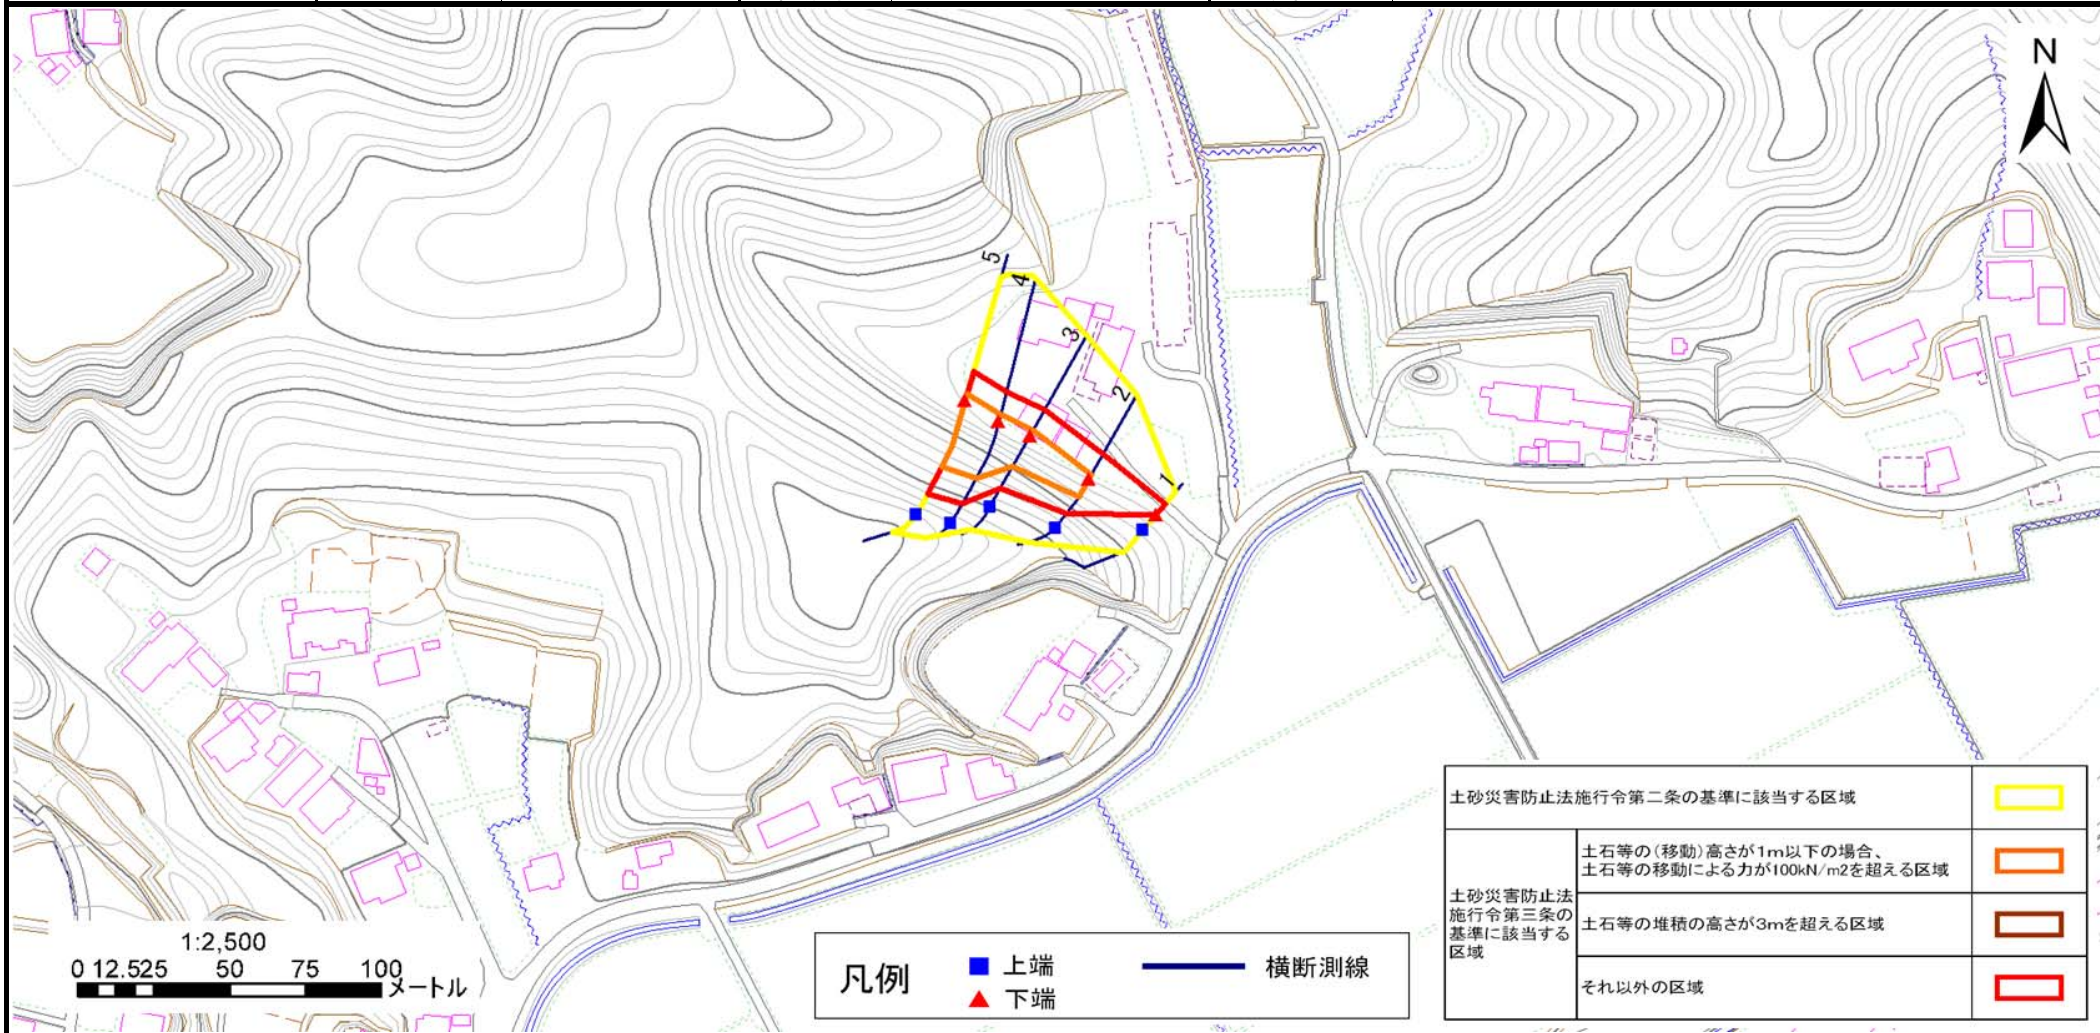 N
5
4
3
2
1
土砂災害防止法施行令第二条の基準に該当する区域
土砂災害防止法
施行令第三条の
基準に該当する
区域
土石等の(移動)高さが1m以下の場合、
土石等の移動による力が100kN/m2を超える区域
土石等の堆積の高さが3mを超える区域
それ以外の区域
凡例
上端
下端
横断測線
1:2,500
0 12.525 50 75 100
メートル